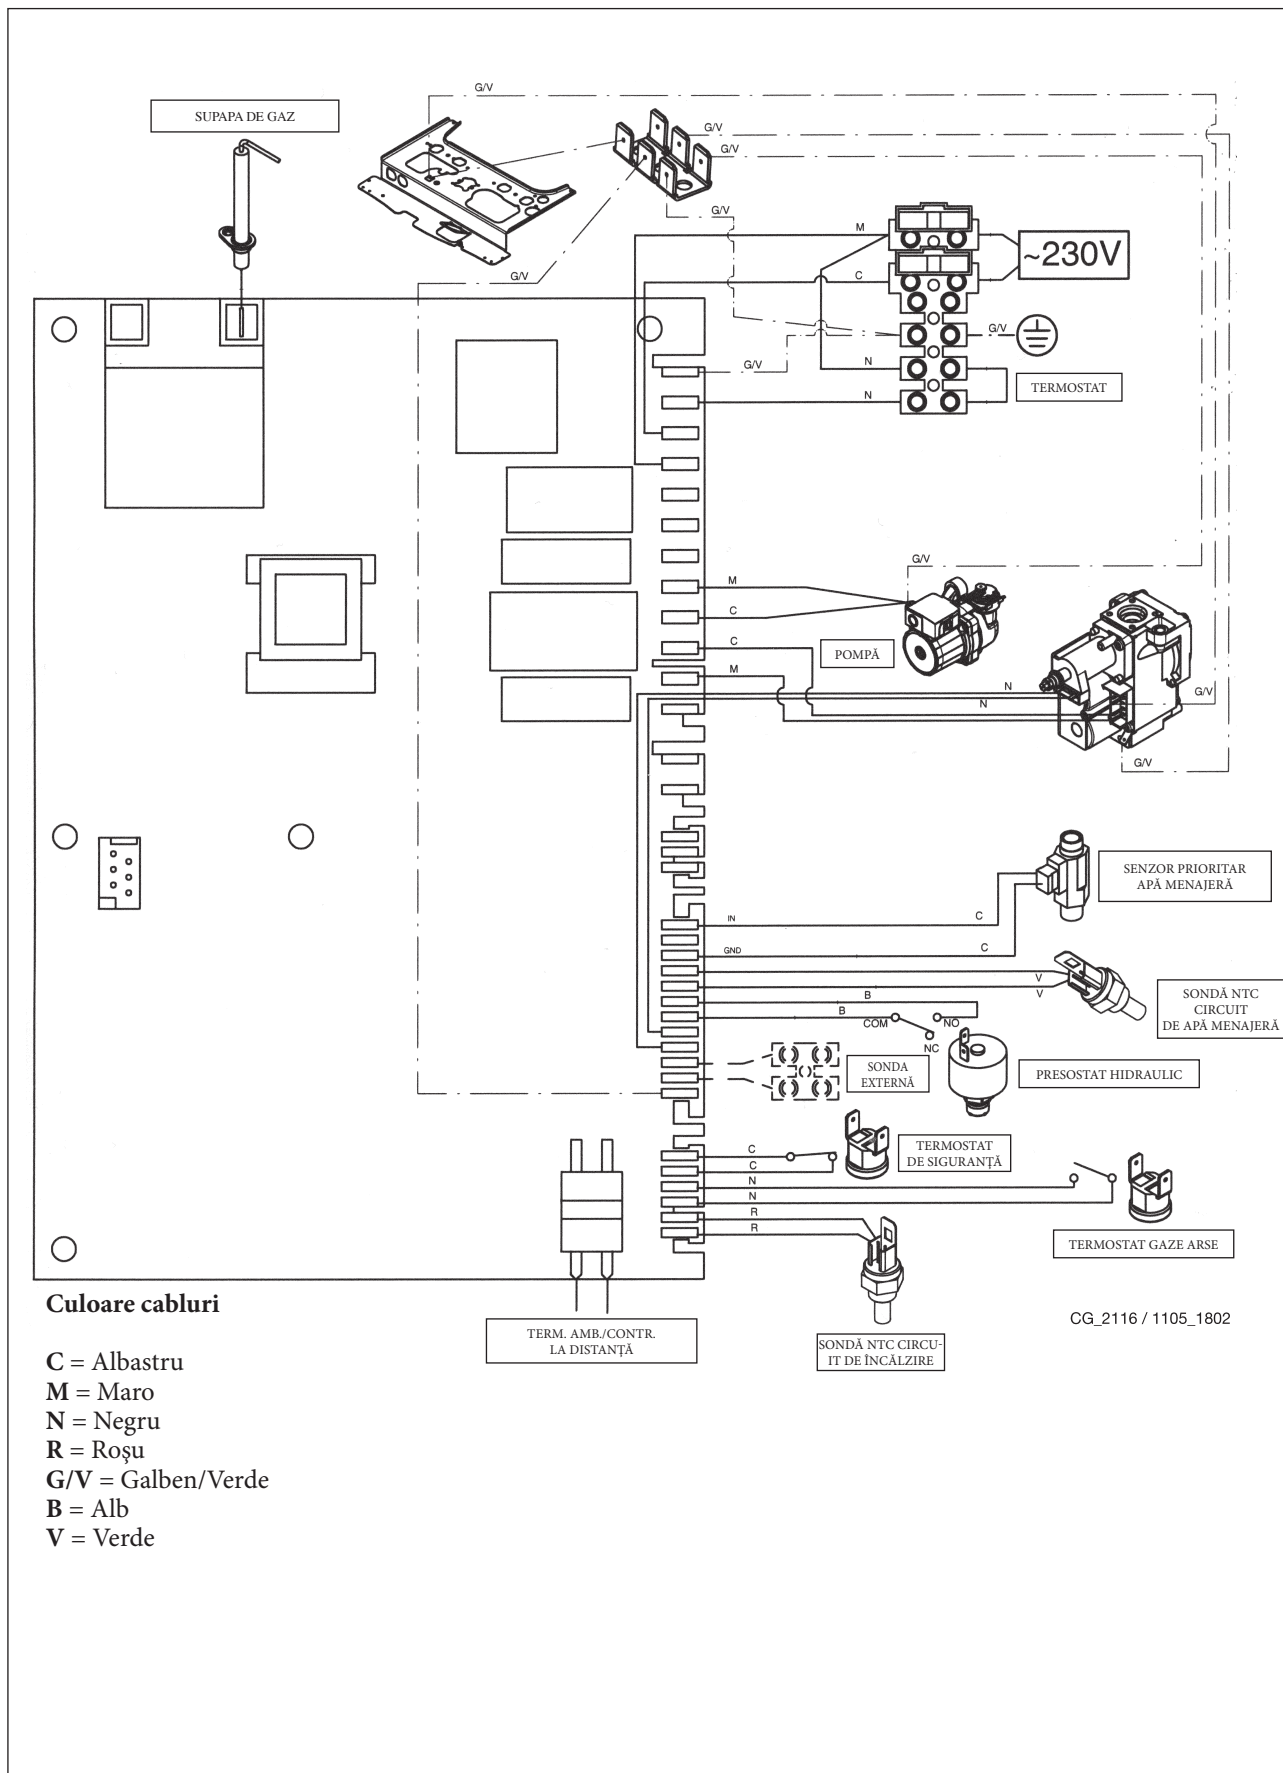 G/V
SUPAPA DE GAZ
G/V
G/V
G/V
M
~230V
G/V
C
G/V
G/V
N
TERMOSTAT
N
G/V
M
C
POMPĂ
C
M
N
G/V
N
G/V
SENZOR PRIORITAR
APĂ MENAJERĂ
IN
C
GND
C
V
V
SONDĂ NTC
CIRCUIT
DE APĂ MENAJERĂ
B
B
COM
NO
NC
SONDA
EXTERNĂ
PRESOSTAT HIDRAULIC
C
TERMOSTAT
DE SIGURANȚĂ
C
N
N
R
R
TERMOSTAT GAZE ARSE
Culoare cabluri
TERM. AMB./CONTR.
LA DISTANȚĂ
SONDĂ NTC CIRCU-
IT DE ÎNCĂLZIRE
CG_2116 / 1105_1802
C = Albastru
M = Maro
N = Negru
R = Roşu
G/V = Galben/Verde
B = Alb
V = Verde